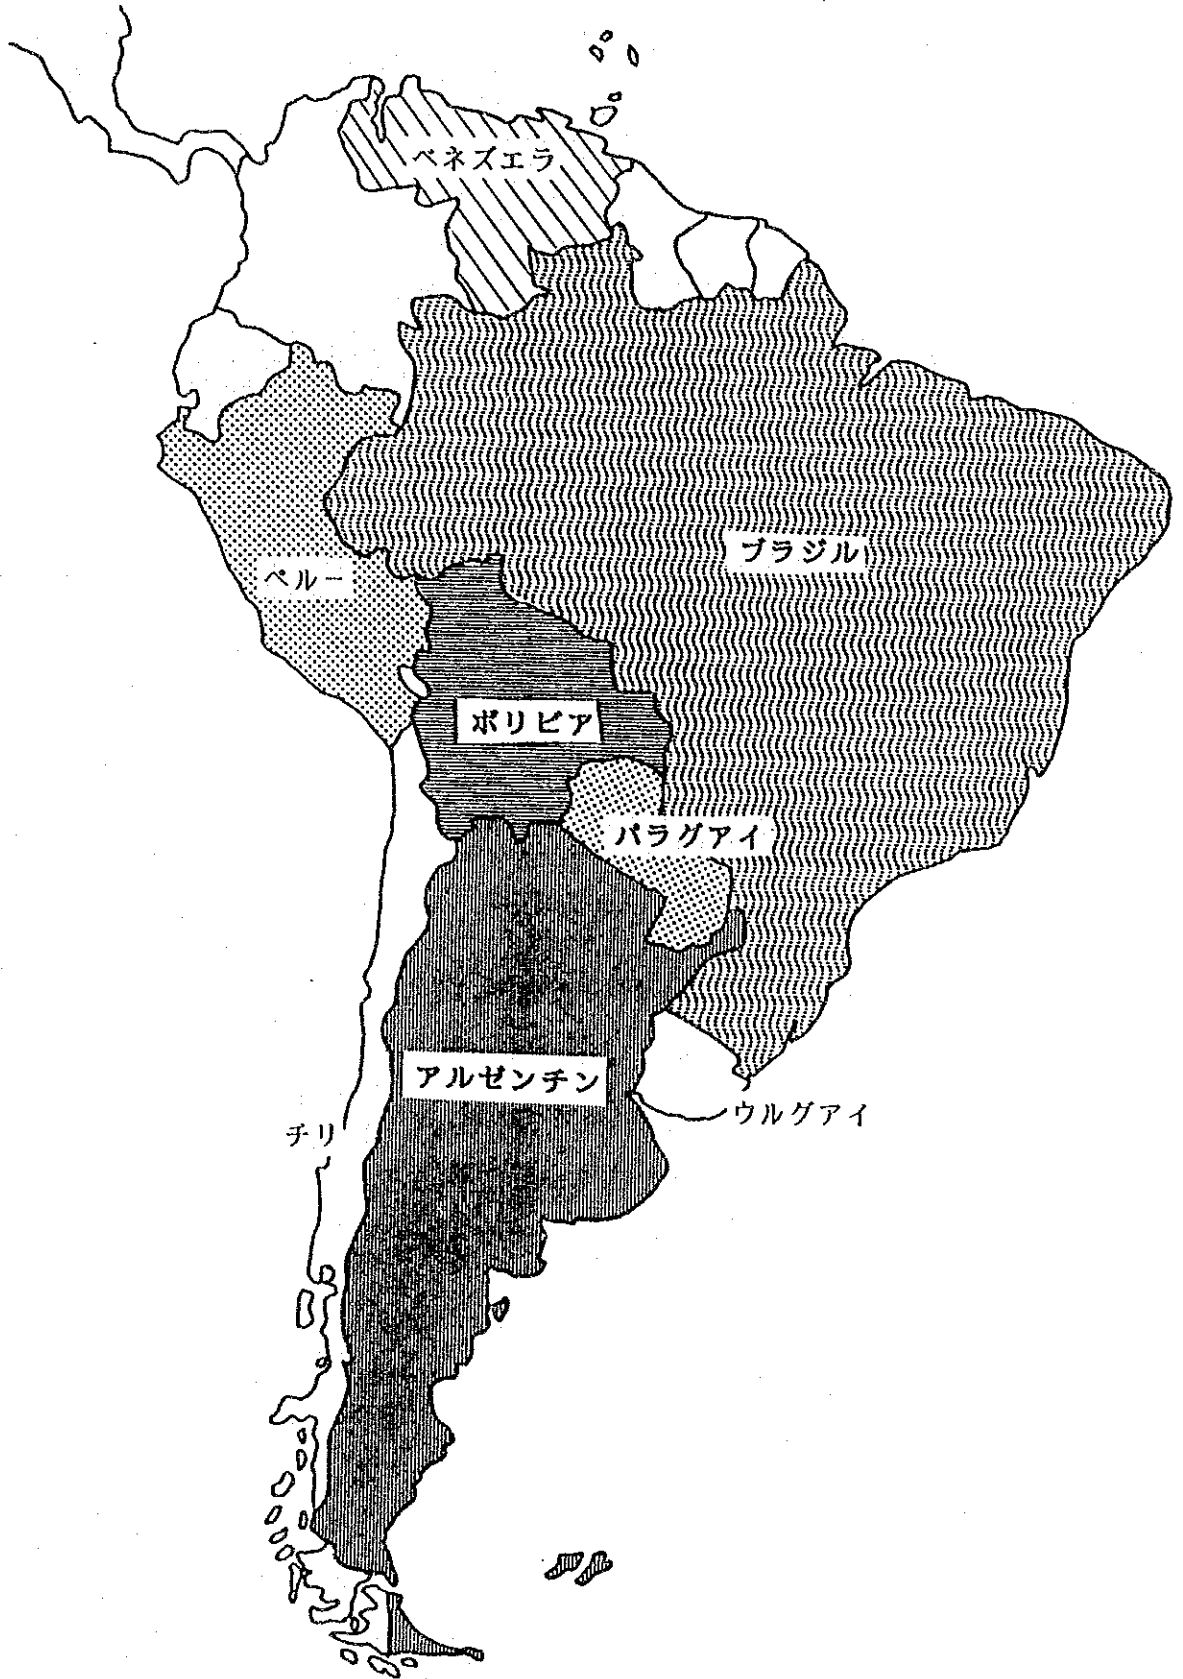 ベネズエラ
ブラジル
ペルー
ボリビア
パラグアイ
アルゼンチン
ウルグアイ
チリ